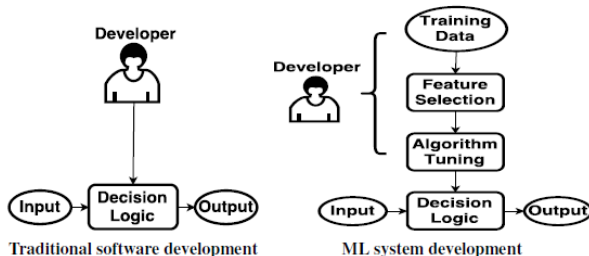 Developer
Input
Decision
Logic
Output
Traditional software development
Training
Data
Developer
Feature
Selection
Algorithm
Tuning
Input
Decision
Logic
Output
ML system development